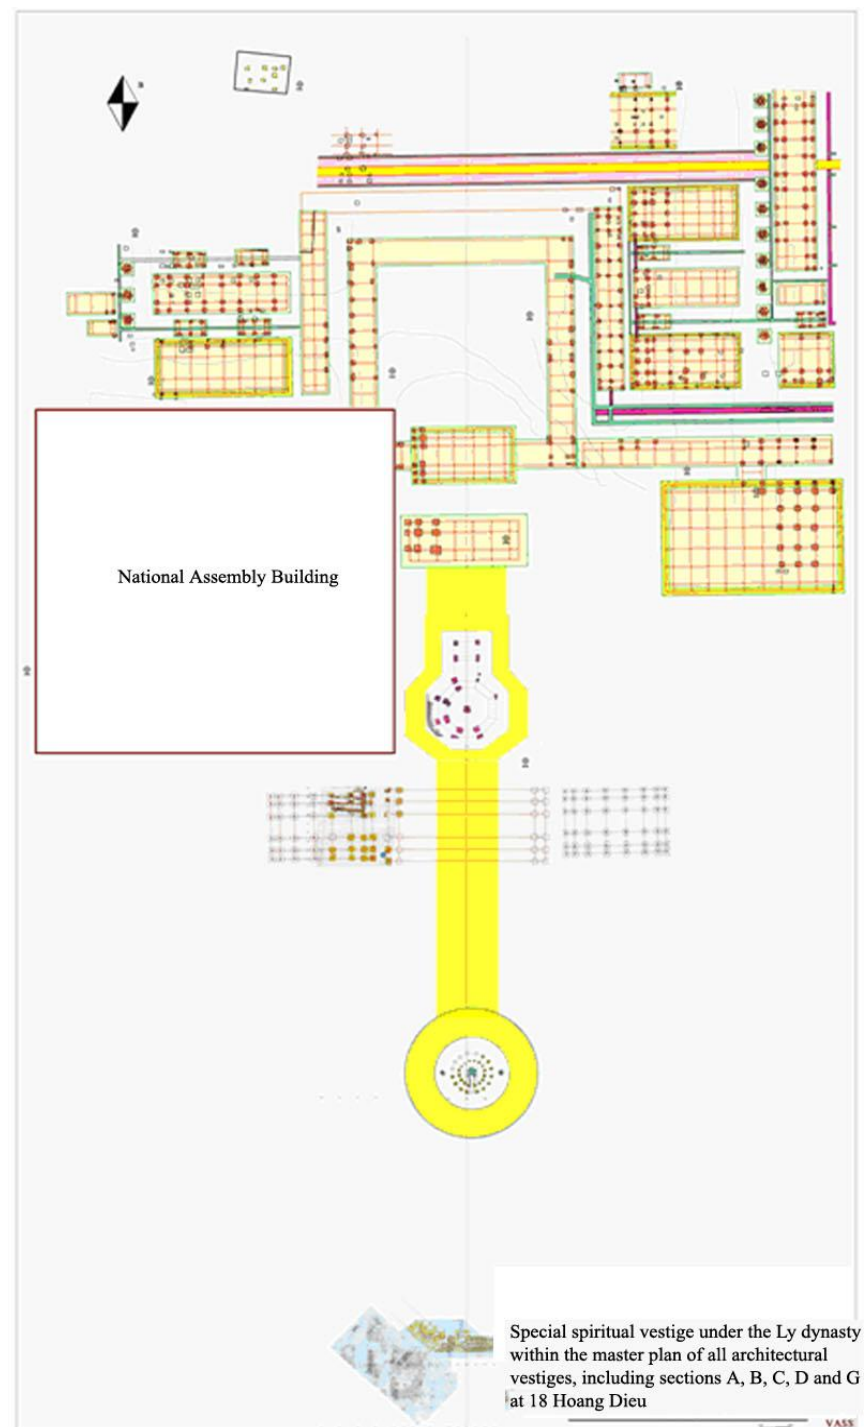 National Assembly Building
Special spiritual vestige under the Ly dynasty
within the master plan of all architectural
vestiges, including sections A, B, C, D and G
at 18 Hoang Dieu